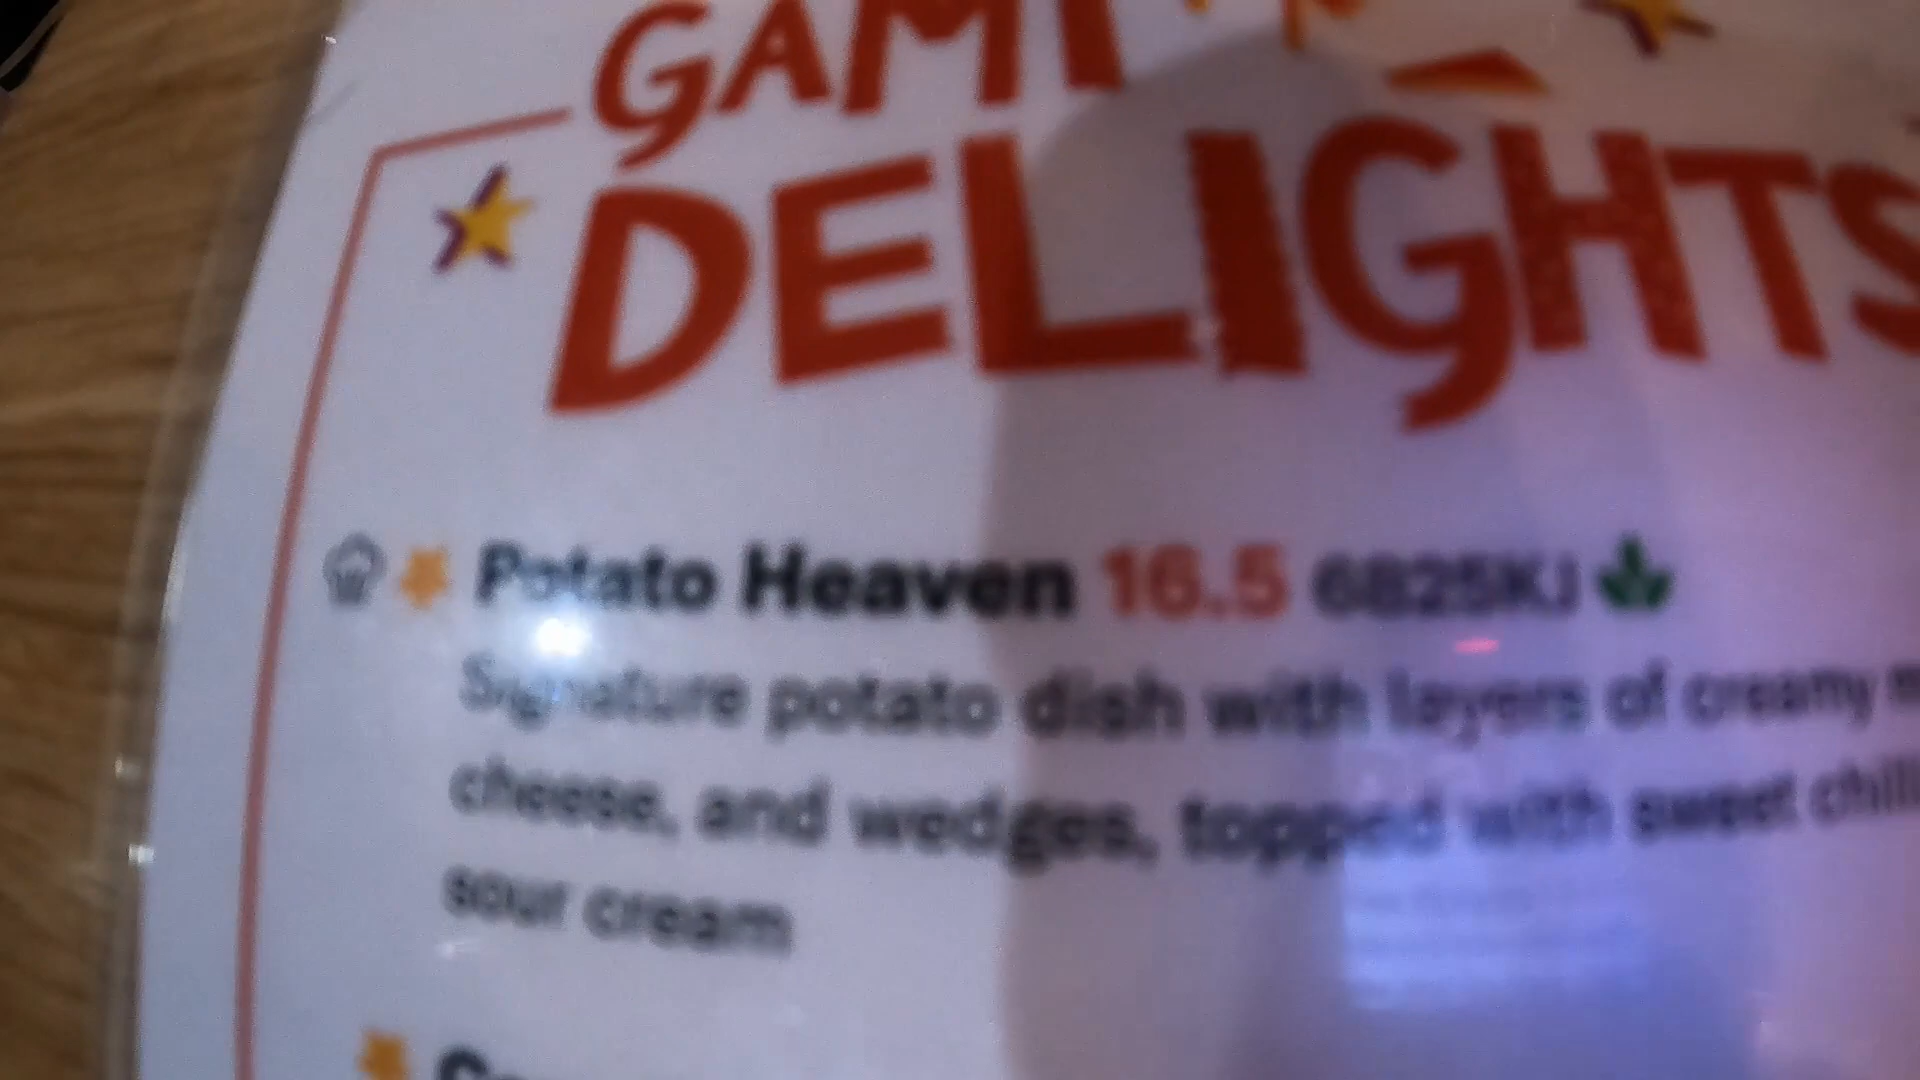 GAMI
DELIGHTS
Potato Heaven 16.5 6825KJ
Signature potato dish with layers of creamy
cheese, and wedges, topped with sweet chilli
sour cream